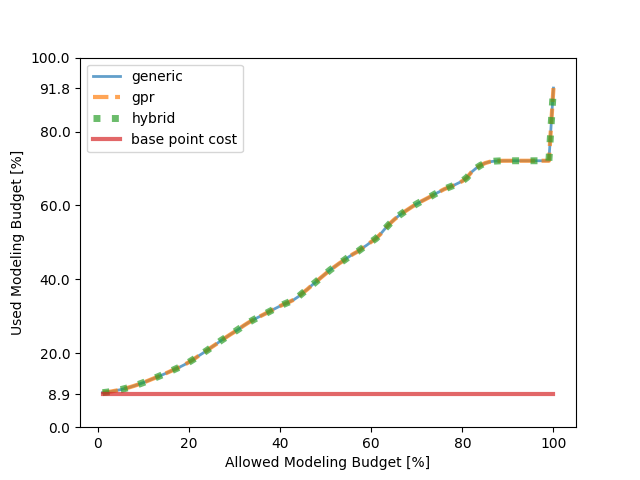 100.0
91.8
80.0
60.0
40.0
20.0
8.9
0.0
Used Modeling Budget [%]
generic
gpr
hybrid
base point cost
0 20 40 60 80 100
Allowed Modeling Budget [%]